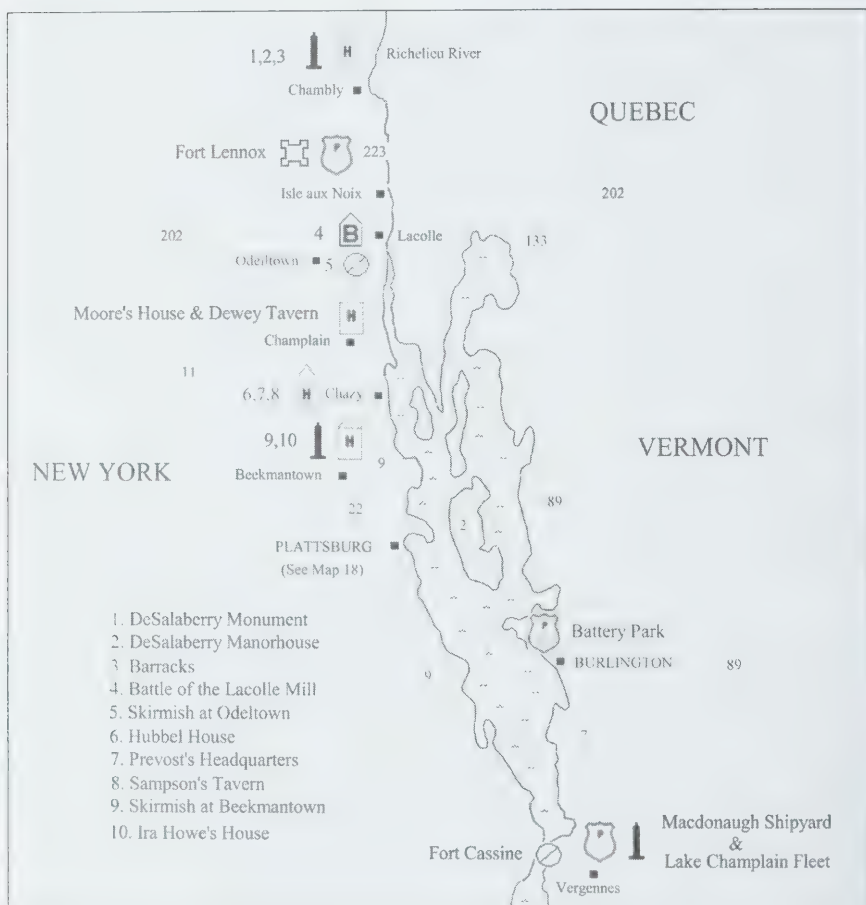 1,2,3 H Richelieu River
Chambly
QUEBEC
Fort Lennox P 223
Isle aux Noix
202
202
4 B Lacolle
133
Odelltown 5
Moore's House & Dewey Tavern H
Champlain
11
6,7,8 H Chazy
9,10 H
NEW YORK
VERMONT
Beekmantown
9
22
2
89
PLATTSBURG
(See Map 18)
1. DeSalaberry Monument
2. DeSalaberry Manorhouse
3 Barracks
4. Battle of the Lacolle Mill
5. Skirmish at Odeltown
6. Hubbel House
7. Prevost's Headquarters
8. Sampson's Tavern
9. Skirmish at Beekmantown
10. Ira Howe's House
P Battery Park
BURLINGTON
89
9
7
Fort Cassine
P
Macdonaugh Shipyard
&
Lake Champlain Fleet
Vergennes